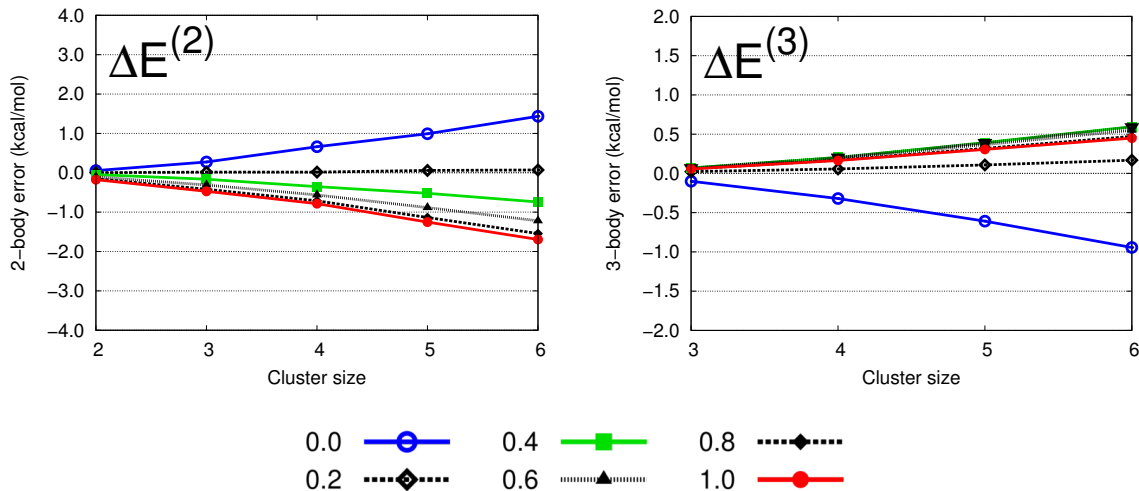 ΔE(2)
4.0
3.0
2.0
1.0
0.0
−1.0
−2.0
−3.0
−4.0
2−body error (kcal/mol)
2 3 4 5 6
Cluster size
ΔE(3)
2.0
1.5
1.0
0.5
0.0
−0.5
−1.0
−1.5
−2.0
3−body error (kcal/mol)
3 4 5 6
Cluster size
0.0 0.4 0.8
0.2 0.6 1.0